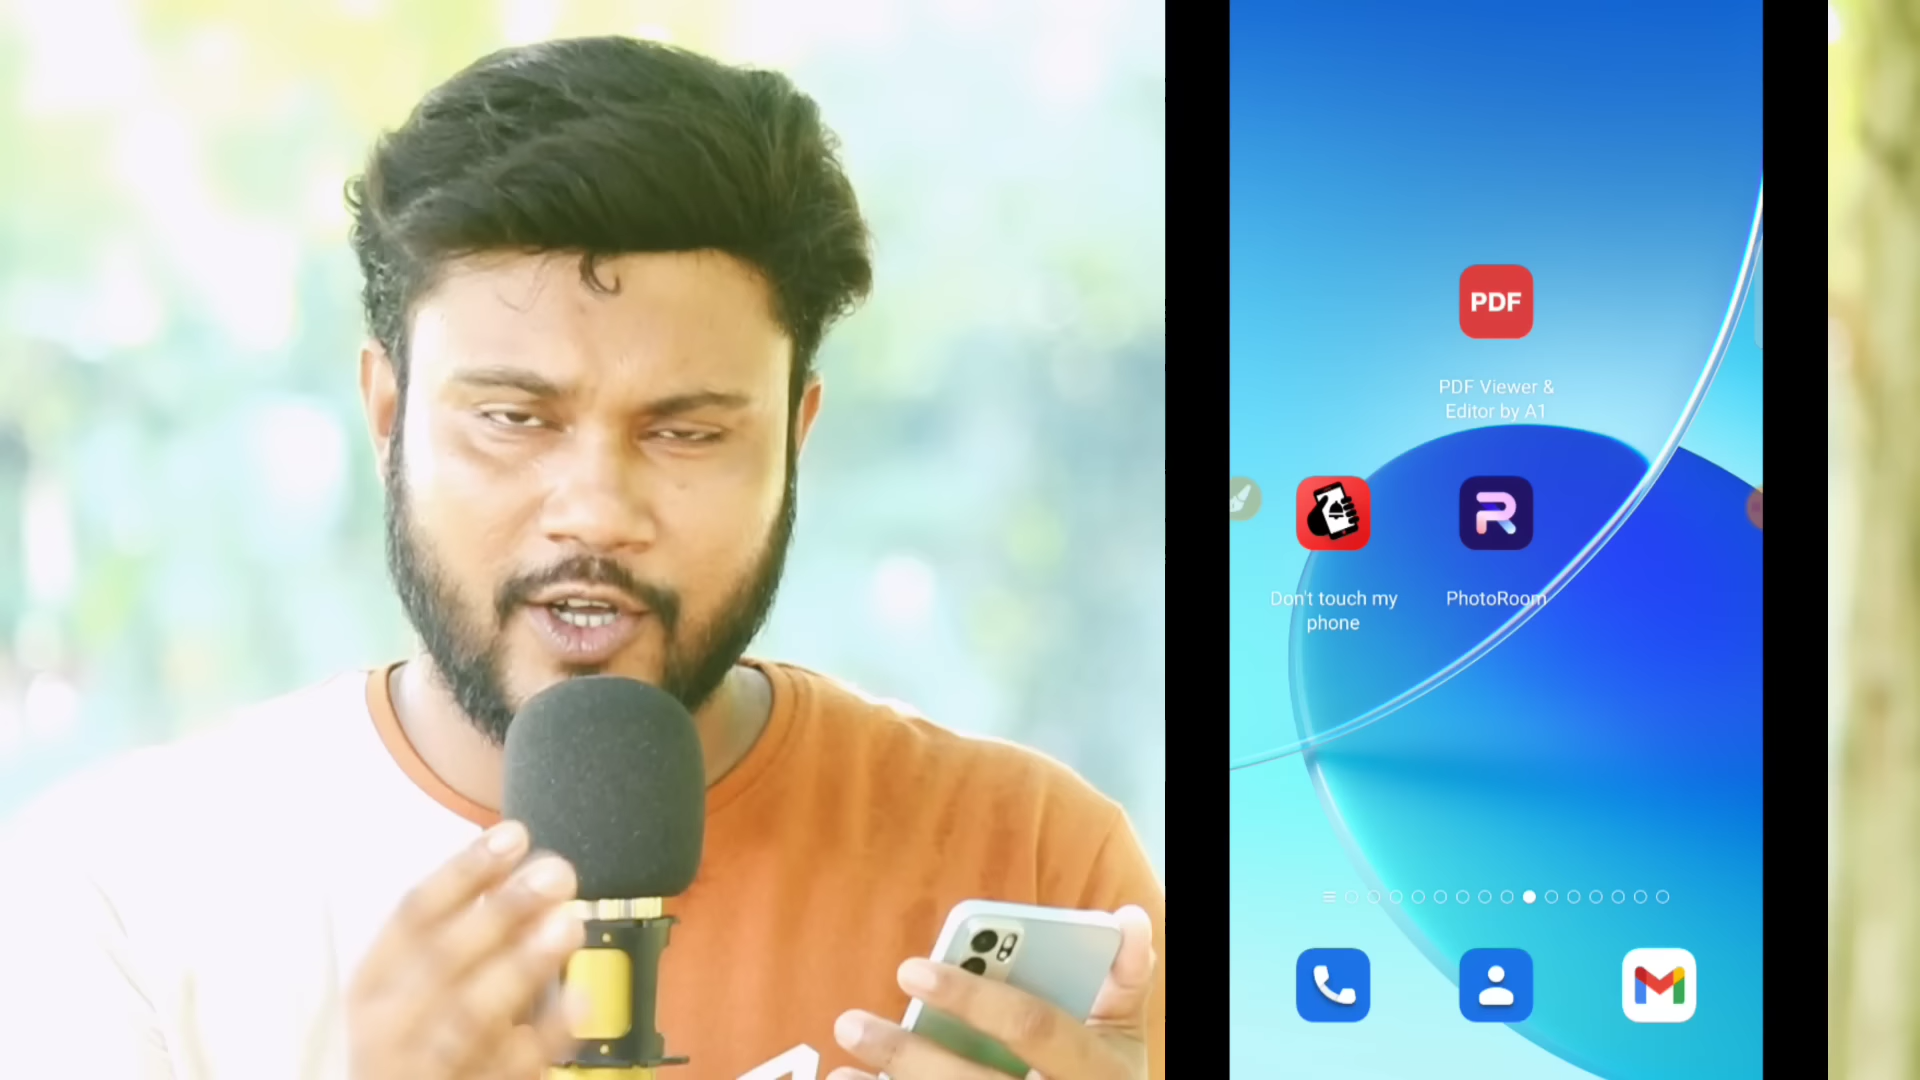 PDF
PDF Viewer &
Editor by A1
Don't touch my
phone
PhotoRoom